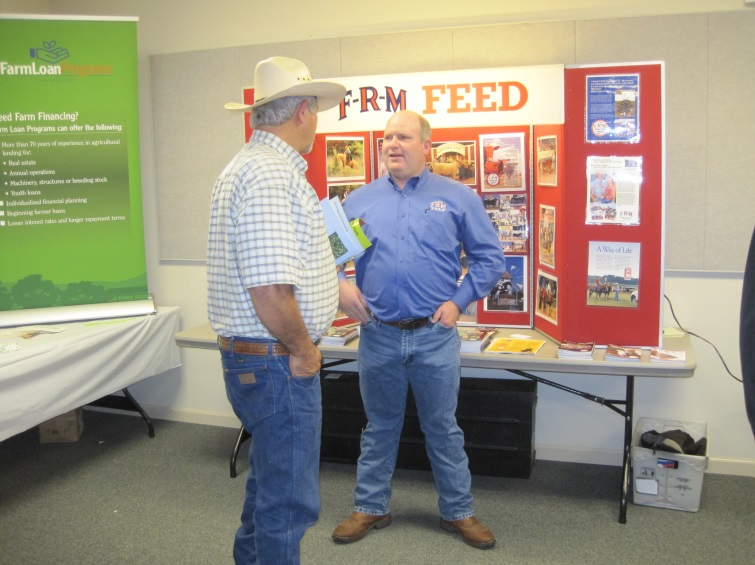 FarmLoanPrograms
eed Farm Financing?
rm Loan Programs can offer the following:
More than 70 years of experience in agricultural
lending for:
• Real estate
• Annual operations
• Machinery, structures or breeding stock
• Youth loans
Individualized financial planning
Beginning farmer loans
Lower interest rates and longer repayment terms
F-R-M FEED
A Way of Life